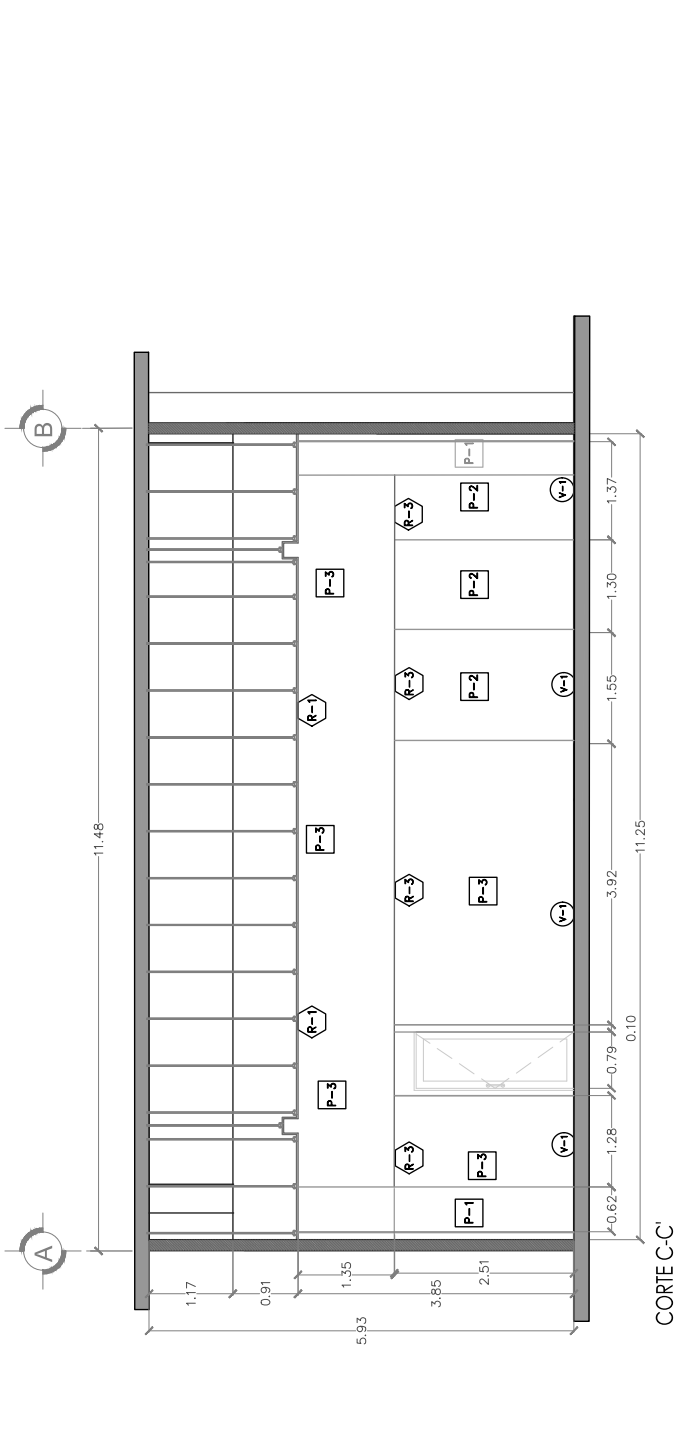 A
B
11.48
1.17
0.91
R-1
R-1
P-3
P-3
P-3
1.35
5.93
R-3
R-3
R-3
R-3
3.85
P-1
P-3
P-3
P-2
P-2
P-2
P-1
2.51
V-1
V-1
V-1
V-1
0.62
1.28
0.79
3.92
1.55
1.30
1.37
0.10
11.25
CORTE C-C'